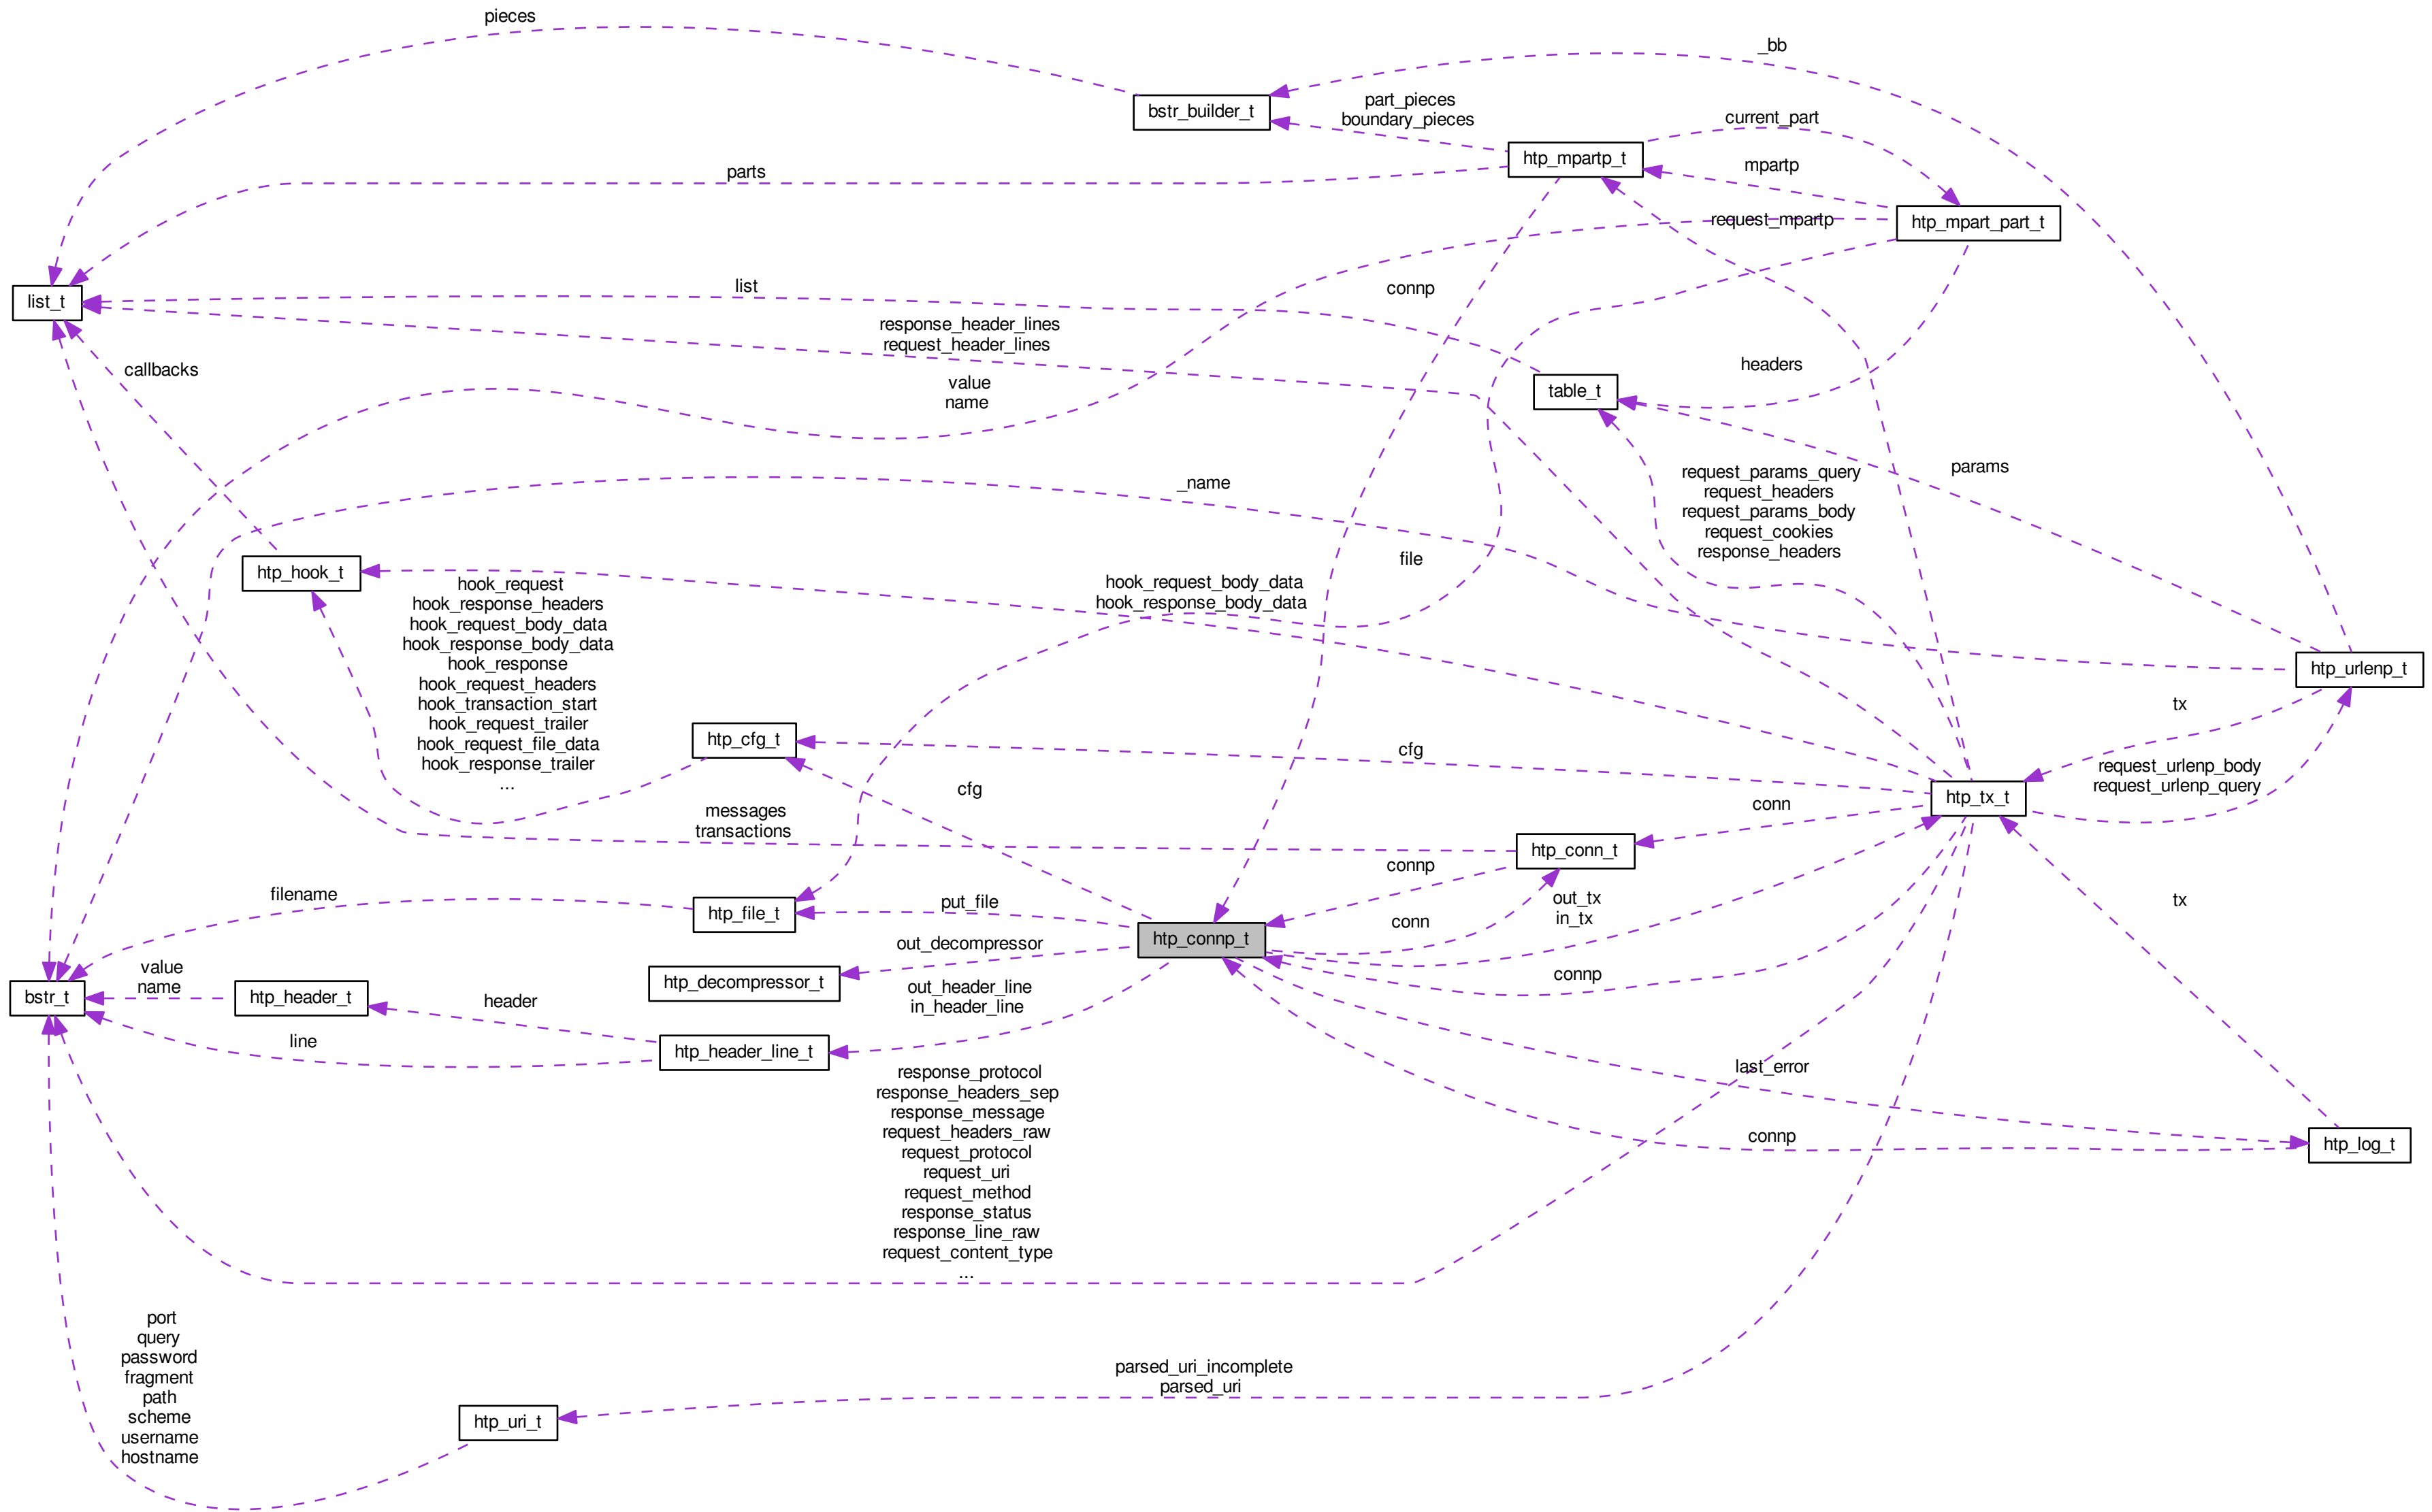 pieces
_bb
bstr_builder_t
part_pieces
boundary_pieces
current_part
htp_mpartp_t
mpartp
parts
request_mpartp
htp_mpart_part_t
list_t
list
connp
response_header_lines
request_header_lines
callbacks
value
name
headers
table_t
_name
params
request_params_query
request_headers
request_params_body
request_cookies
response_headers
htp_hook_t
file
hook_request_body_data
hook_response_body_data
hook_request
hook_response_headers
hook_request_body_data
hook_response_body_data
hook_response
hook_request_headers
hook_transaction_start
hook_request_trailer
hook_request_file_data
hook_response_trailer
...
htp_urlenp_t
tx
htp_cfg_t
cfg
request_urlenp_body
request_urlenp_query
cfg
htp_tx_t
conn
messages
transactions
htp_conn_t
connp
filename
htp_file_t
put_file
out_tx
in_tx
conn
tx
htp_connp_t
out_decompressor
htp_decompressor_t
connp
value
name
bstr_t
htp_header_t
header
out_header_line
in_header_line
line
htp_header_line_t
last_error
response_protocol
response_headers_sep
response_message
request_headers_raw
request_protocol
request_uri
request_method
response_status
response_line_raw
request_content_type
...
connp
htp_log_t
port
query
password
fragment
path
scheme
username
hostname
parsed_uri_incomplete
parsed_uri
htp_uri_t